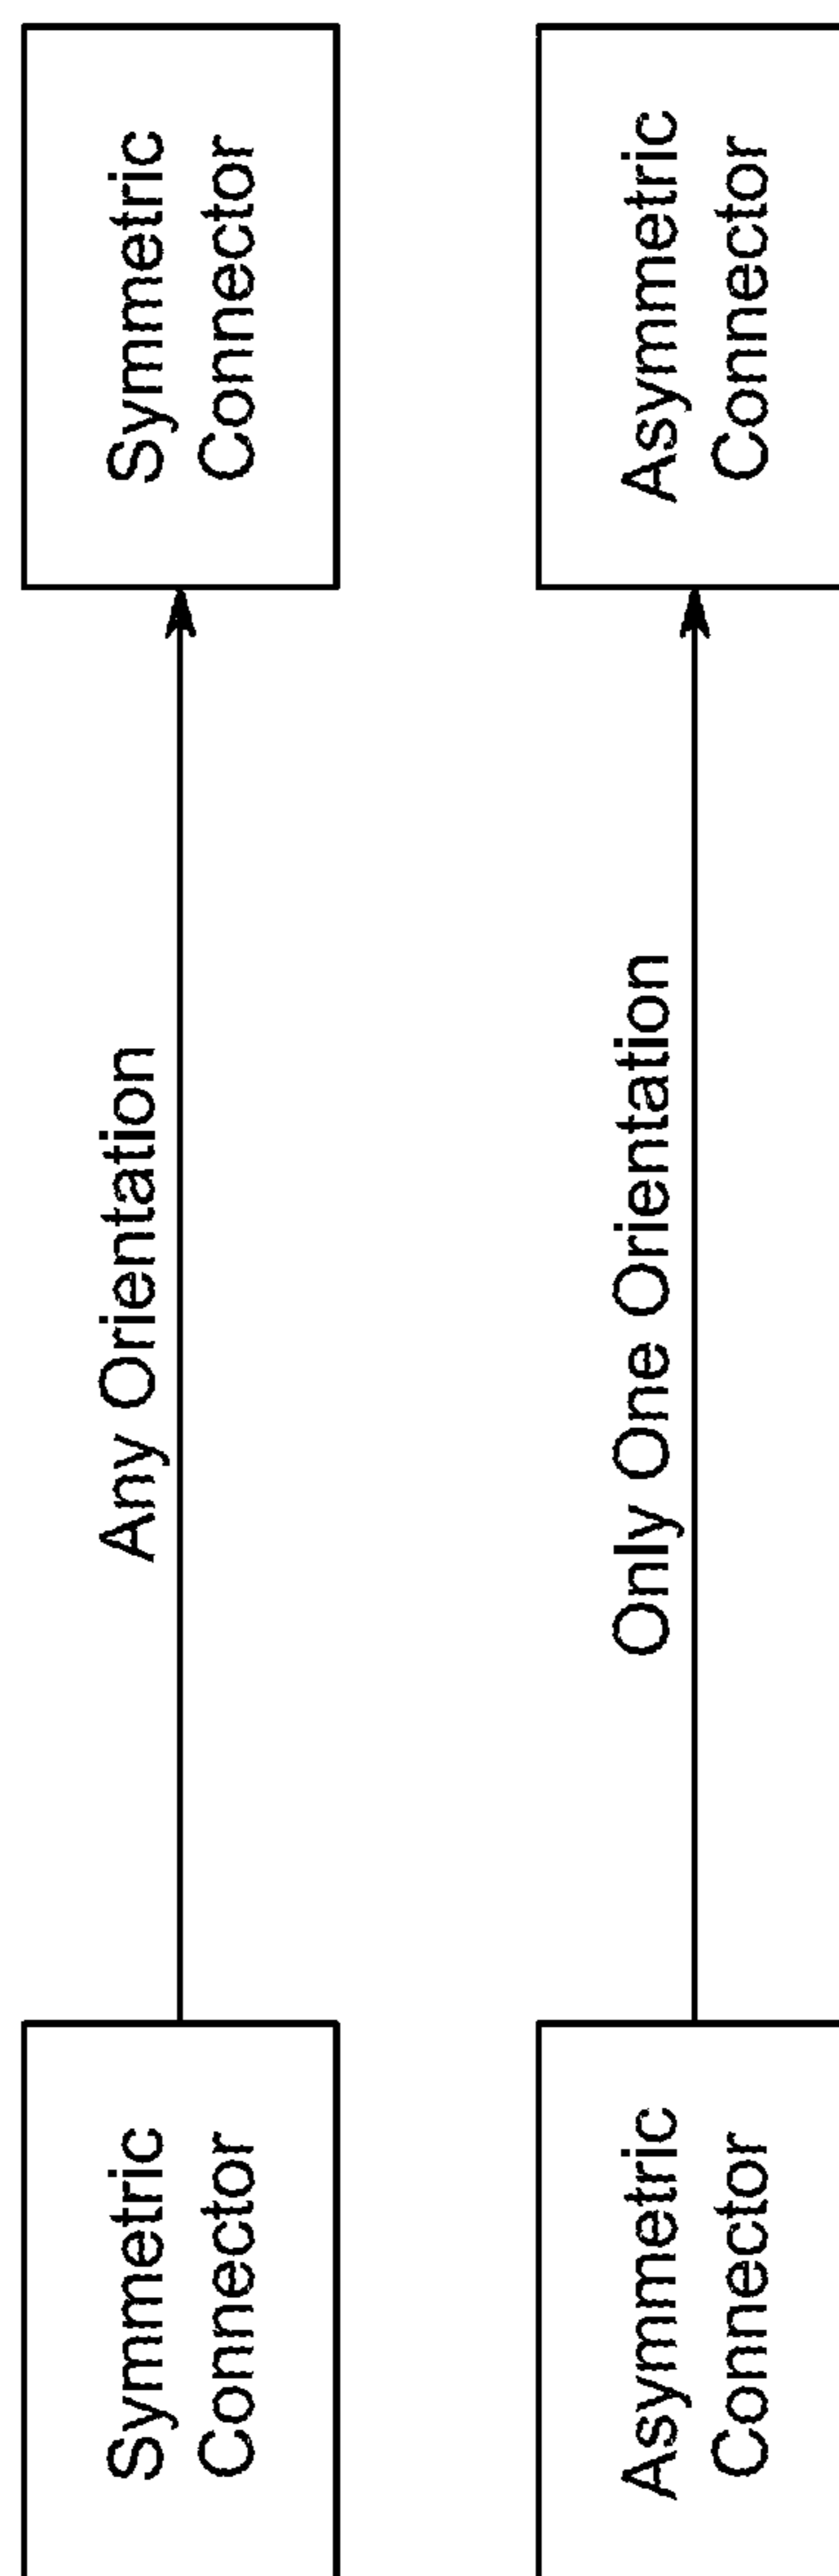 Symmetric
Connector
Any Orientation
Symmetric
Connector
Asymmetric
Connector
Only One Orientation
Asymmetric
Connector